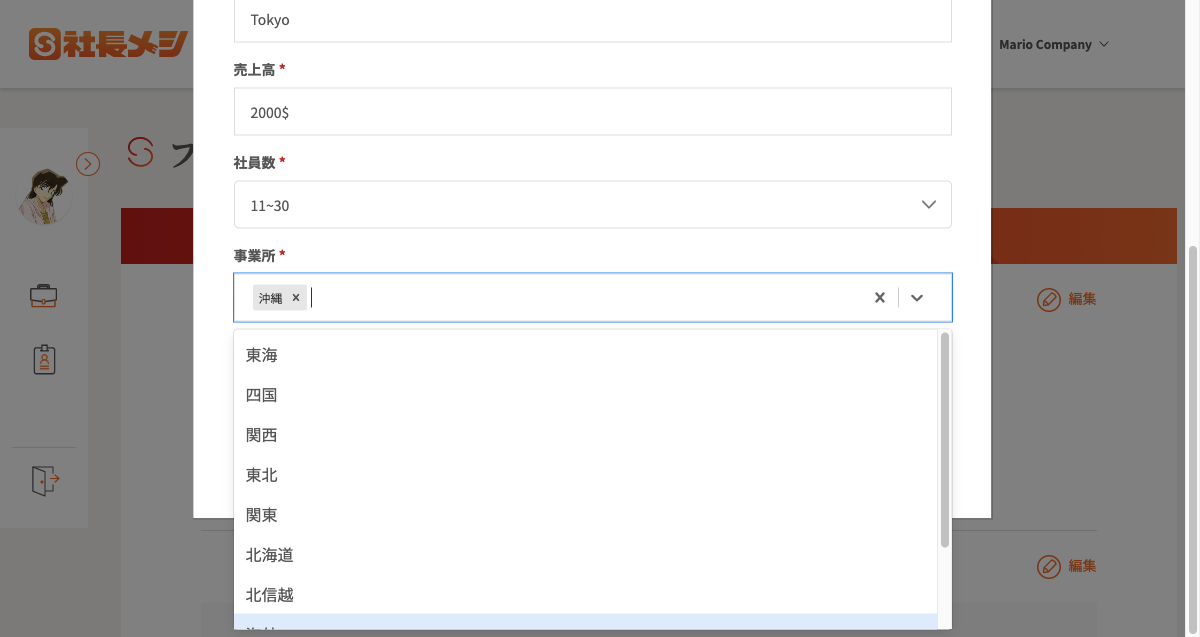 社長メシ
Mario Company
Tokyo
売上高 *
2000$
社員数 *
11~30
事業所 *
沖縄
編集
東海
四国
関西
東北
関東
北海道
北信越
編集